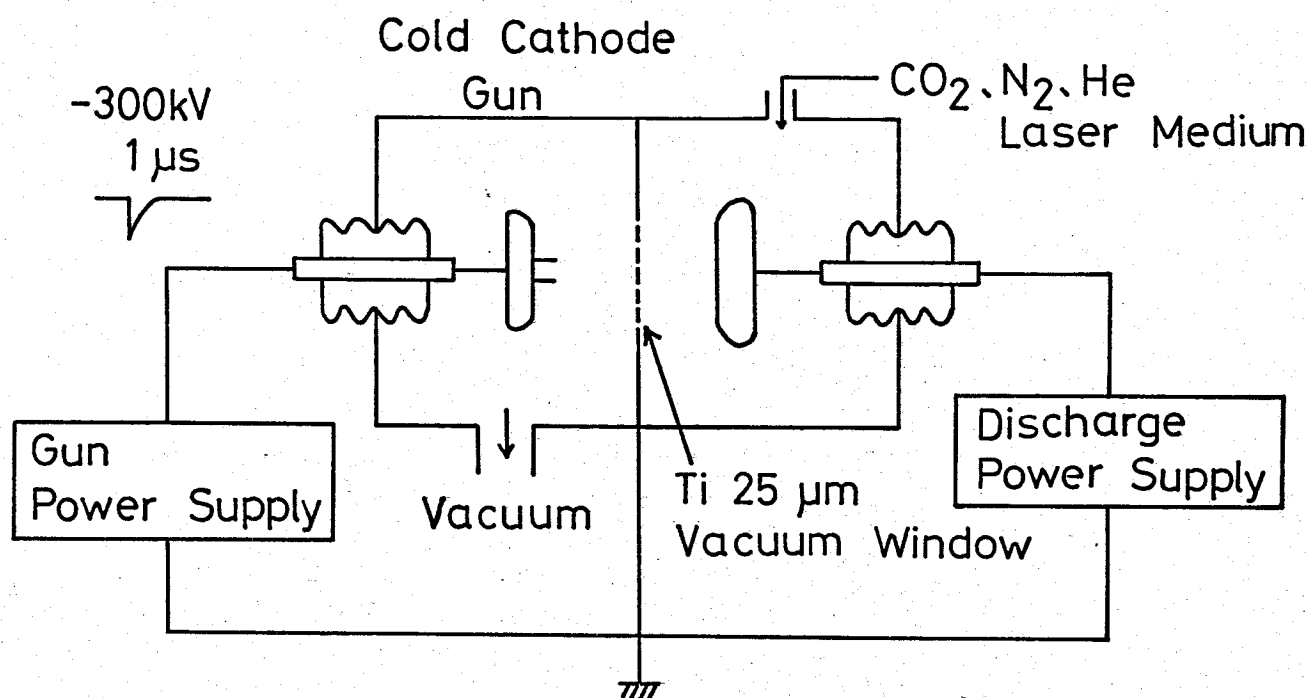 Cold Cathode
Gun
-300kV
1 μs
CO₂、N₂、He
Laser Medium
Gun
Power Supply
Vacuum
Ti 25 μm
Vacuum Window
Discharge
Power Supply